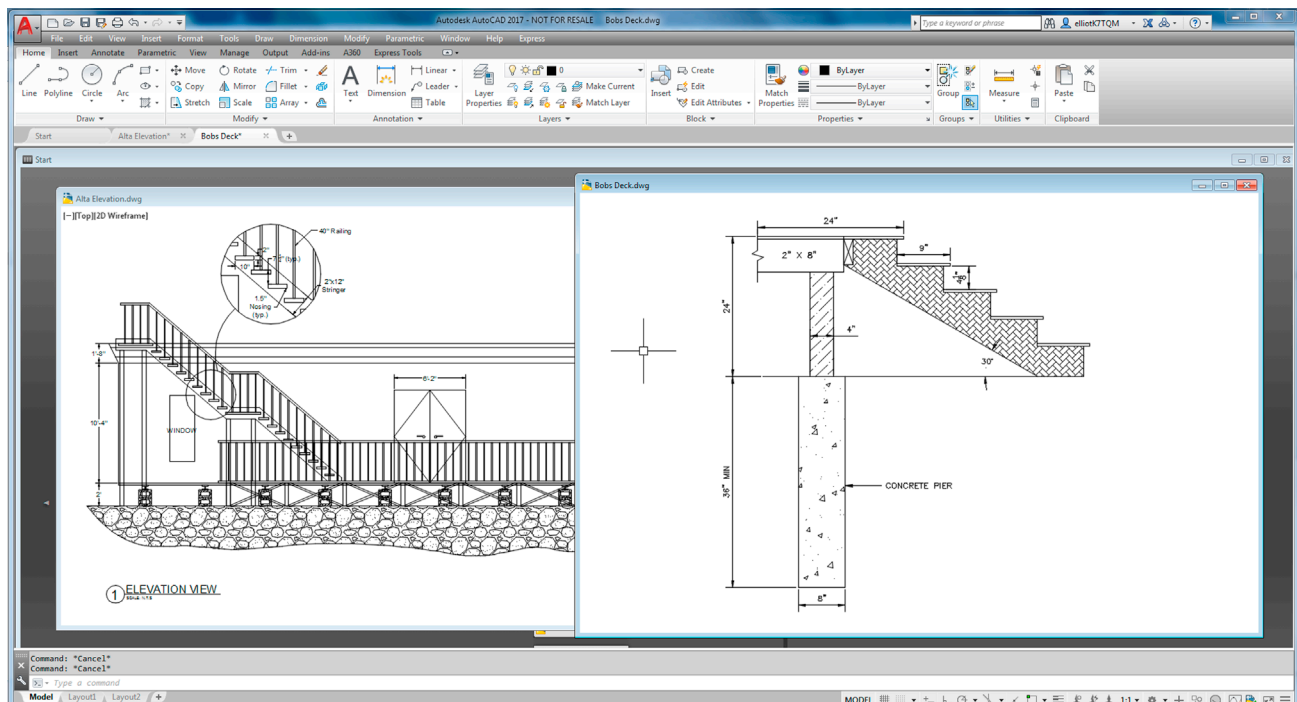 Autodesk AutoCAD 2017 - NOT FOR RESALE Bobs Deck.dwg
Type a keyword or phrase
elliotK7TQM
File Edit View Insert Format Tools Draw Dimension Modify Parametric Window Help Express
Home Insert Annotate Parametric View Manage Output Add-ins A360 Express Tools
Line Polyline Circle Arc
Move Rotate Trim
Copy Mirror Fillet
Stretch Scale Array
Text Dimension
Linear
Leader
Table
Layer Properties
0
Make Current
Match Layer
Insert
Create
Edit
Edit Attributes
Match Properties
ByLayer
ByLayer
ByLayer
Group
Measure
Paste
Draw Modify Annotation Layers Block Properties Groups Utilities Clipboard
Start Alta Elevation* Bobs Deck*
Start
Alta Elevation.dwg
[−][Top][2D Wireframe]
40" Railing
2"
10"
2"x12"
Stringer
1.5"
Nosing
(typ.)
1'-8"
10'-4"
2'
WINDOW
6'-2"
1
ELEVATION VIEW
Bobs Deck.dwg
24"
2" X 8"
9"
24"
4"
30°
36" MIN
CONCRETE PIER
8"
Command: *Cancel*
Command: *Cancel*
Type a command
Model Layout1 Layout2 +
MODEL
1:1